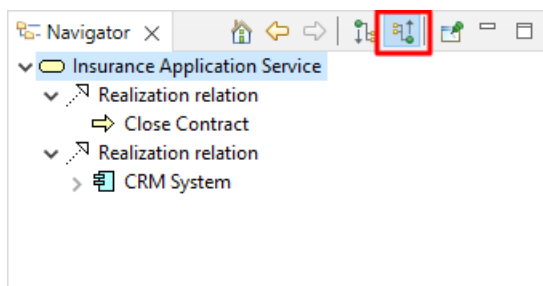 Navigator
Insurance Application Service
Realization relation
Close Contract
Realization relation
CRM System